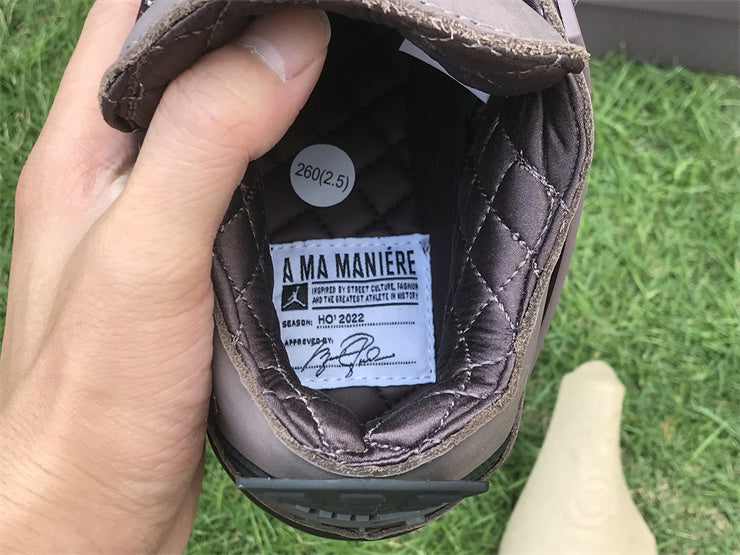 260(2.5)
A MA MANIÉRE
INSPIRED BY STREET CULTURE, FASHION
AND THE GREATEST ATHLETE IN HISTORY
SEASON: HO' 2022
APPROVED BY: